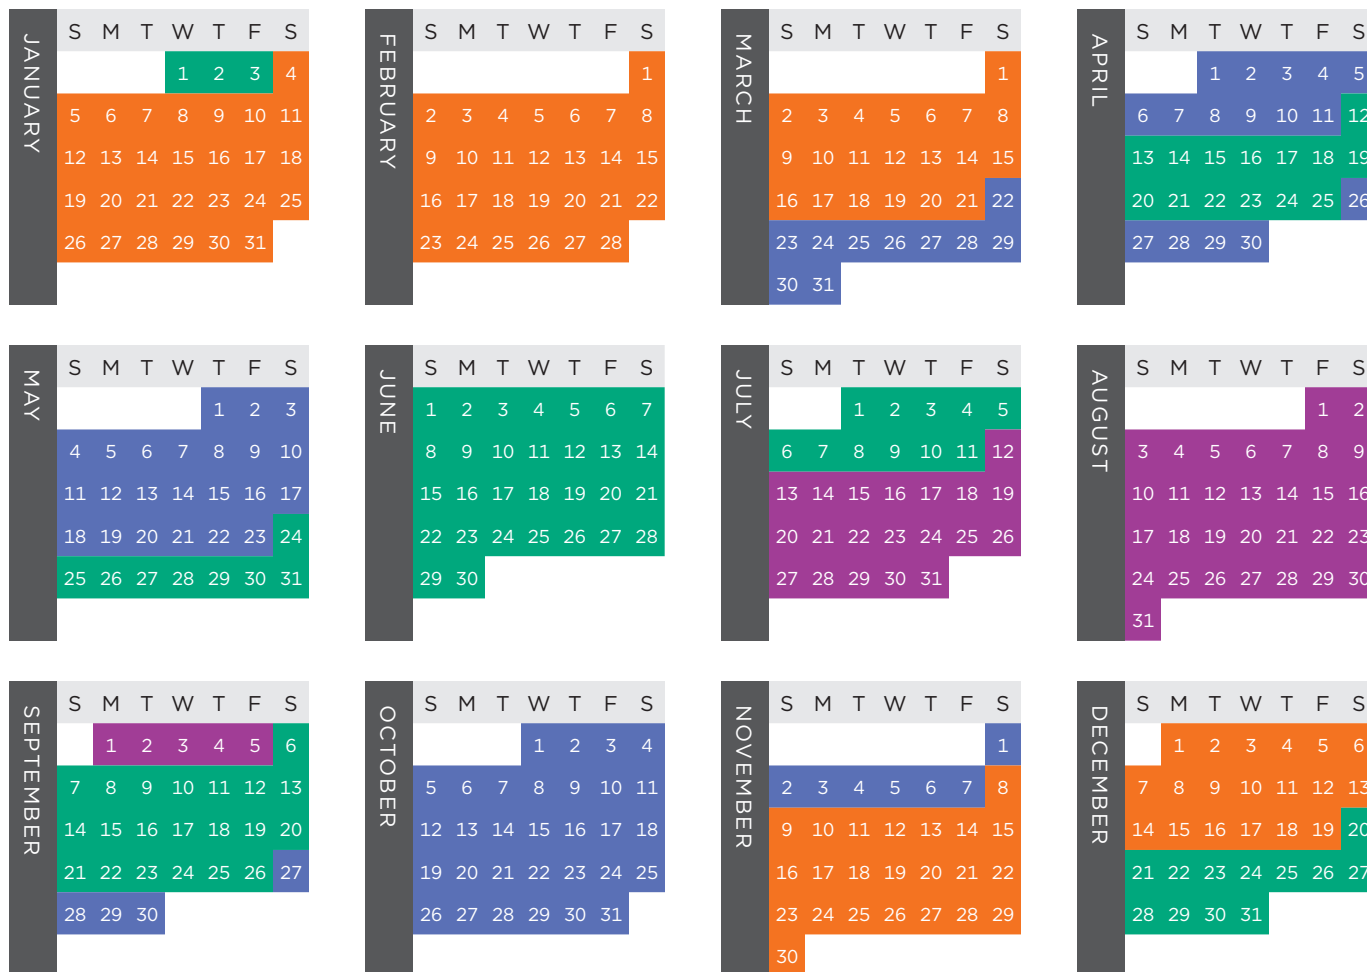 JANUARY
S M T W T F S
1 2 3 4
5 6 7 8 9 10 11
12 13 14 15 16 17 18
19 20 21 22 23 24 25
26 27 28 29 30 31
FEBRUARY
S M T W T F S
1
2 3 4 5 6 7 8
9 10 11 12 13 14 15
16 17 18 19 20 21 22
23 24 25 26 27 28
MARCH
S M T W T F S
1
2 3 4 5 6 7 8
9 10 11 12 13 14 15
16 17 18 19 20 21 22
23 24 25 26 27 28 29
30 31
APRIL
S M T W T F S
1 2 3 4 5
6 7 8 9 10 11 12
13 14 15 16 17 18 19
20 21 22 23 24 25 26
27 28 29 30
MAY
S M T W T F S
1 2 3
4 5 6 7 8 9 10
11 12 13 14 15 16 17
18 19 20 21 22 23 24
25 26 27 28 29 30 31
JUNE
S M T W T F S
1 2 3 4 5 6 7
8 9 10 11 12 13 14
15 16 17 18 19 20 21
22 23 24 25 26 27 28
29 30
JULY
S M T W T F S
1 2 3 4 5
6 7 8 9 10 11 12
13 14 15 16 17 18 19
20 21 22 23 24 25 26
27 28 29 30 31
AUGUST
S M T W T F S
1 2
3 4 5 6 7 8 9
10 11 12 13 14 15 16
17 18 19 20 21 22 23
24 25 26 27 28 29 30
31
SEPTEMBER
S M T W T F S
1 2 3 4 5 6
7 8 9 10 11 12 13
14 15 16 17 18 19 20
21 22 23 24 25 26 27
28 29 30
OCTOBER
S M T W T F S
1 2 3 4
5 6 7 8 9 10 11
12 13 14 15 16 17 18
19 20 21 22 23 24 25
26 27 28 29 30 31
NOVEMBER
S M T W T F S
1
2 3 4 5 6 7 8
9 10 11 12 13 14 15
16 17 18 19 20 21 22
23 24 25 26 27 28 29
30
DECEMBER
S M T W T F S
1 2 3 4 5 6
7 8 9 10 11 12 13
14 15 16 17 18 19 20
21 22 23 24 25 26 27
28 29 30 31